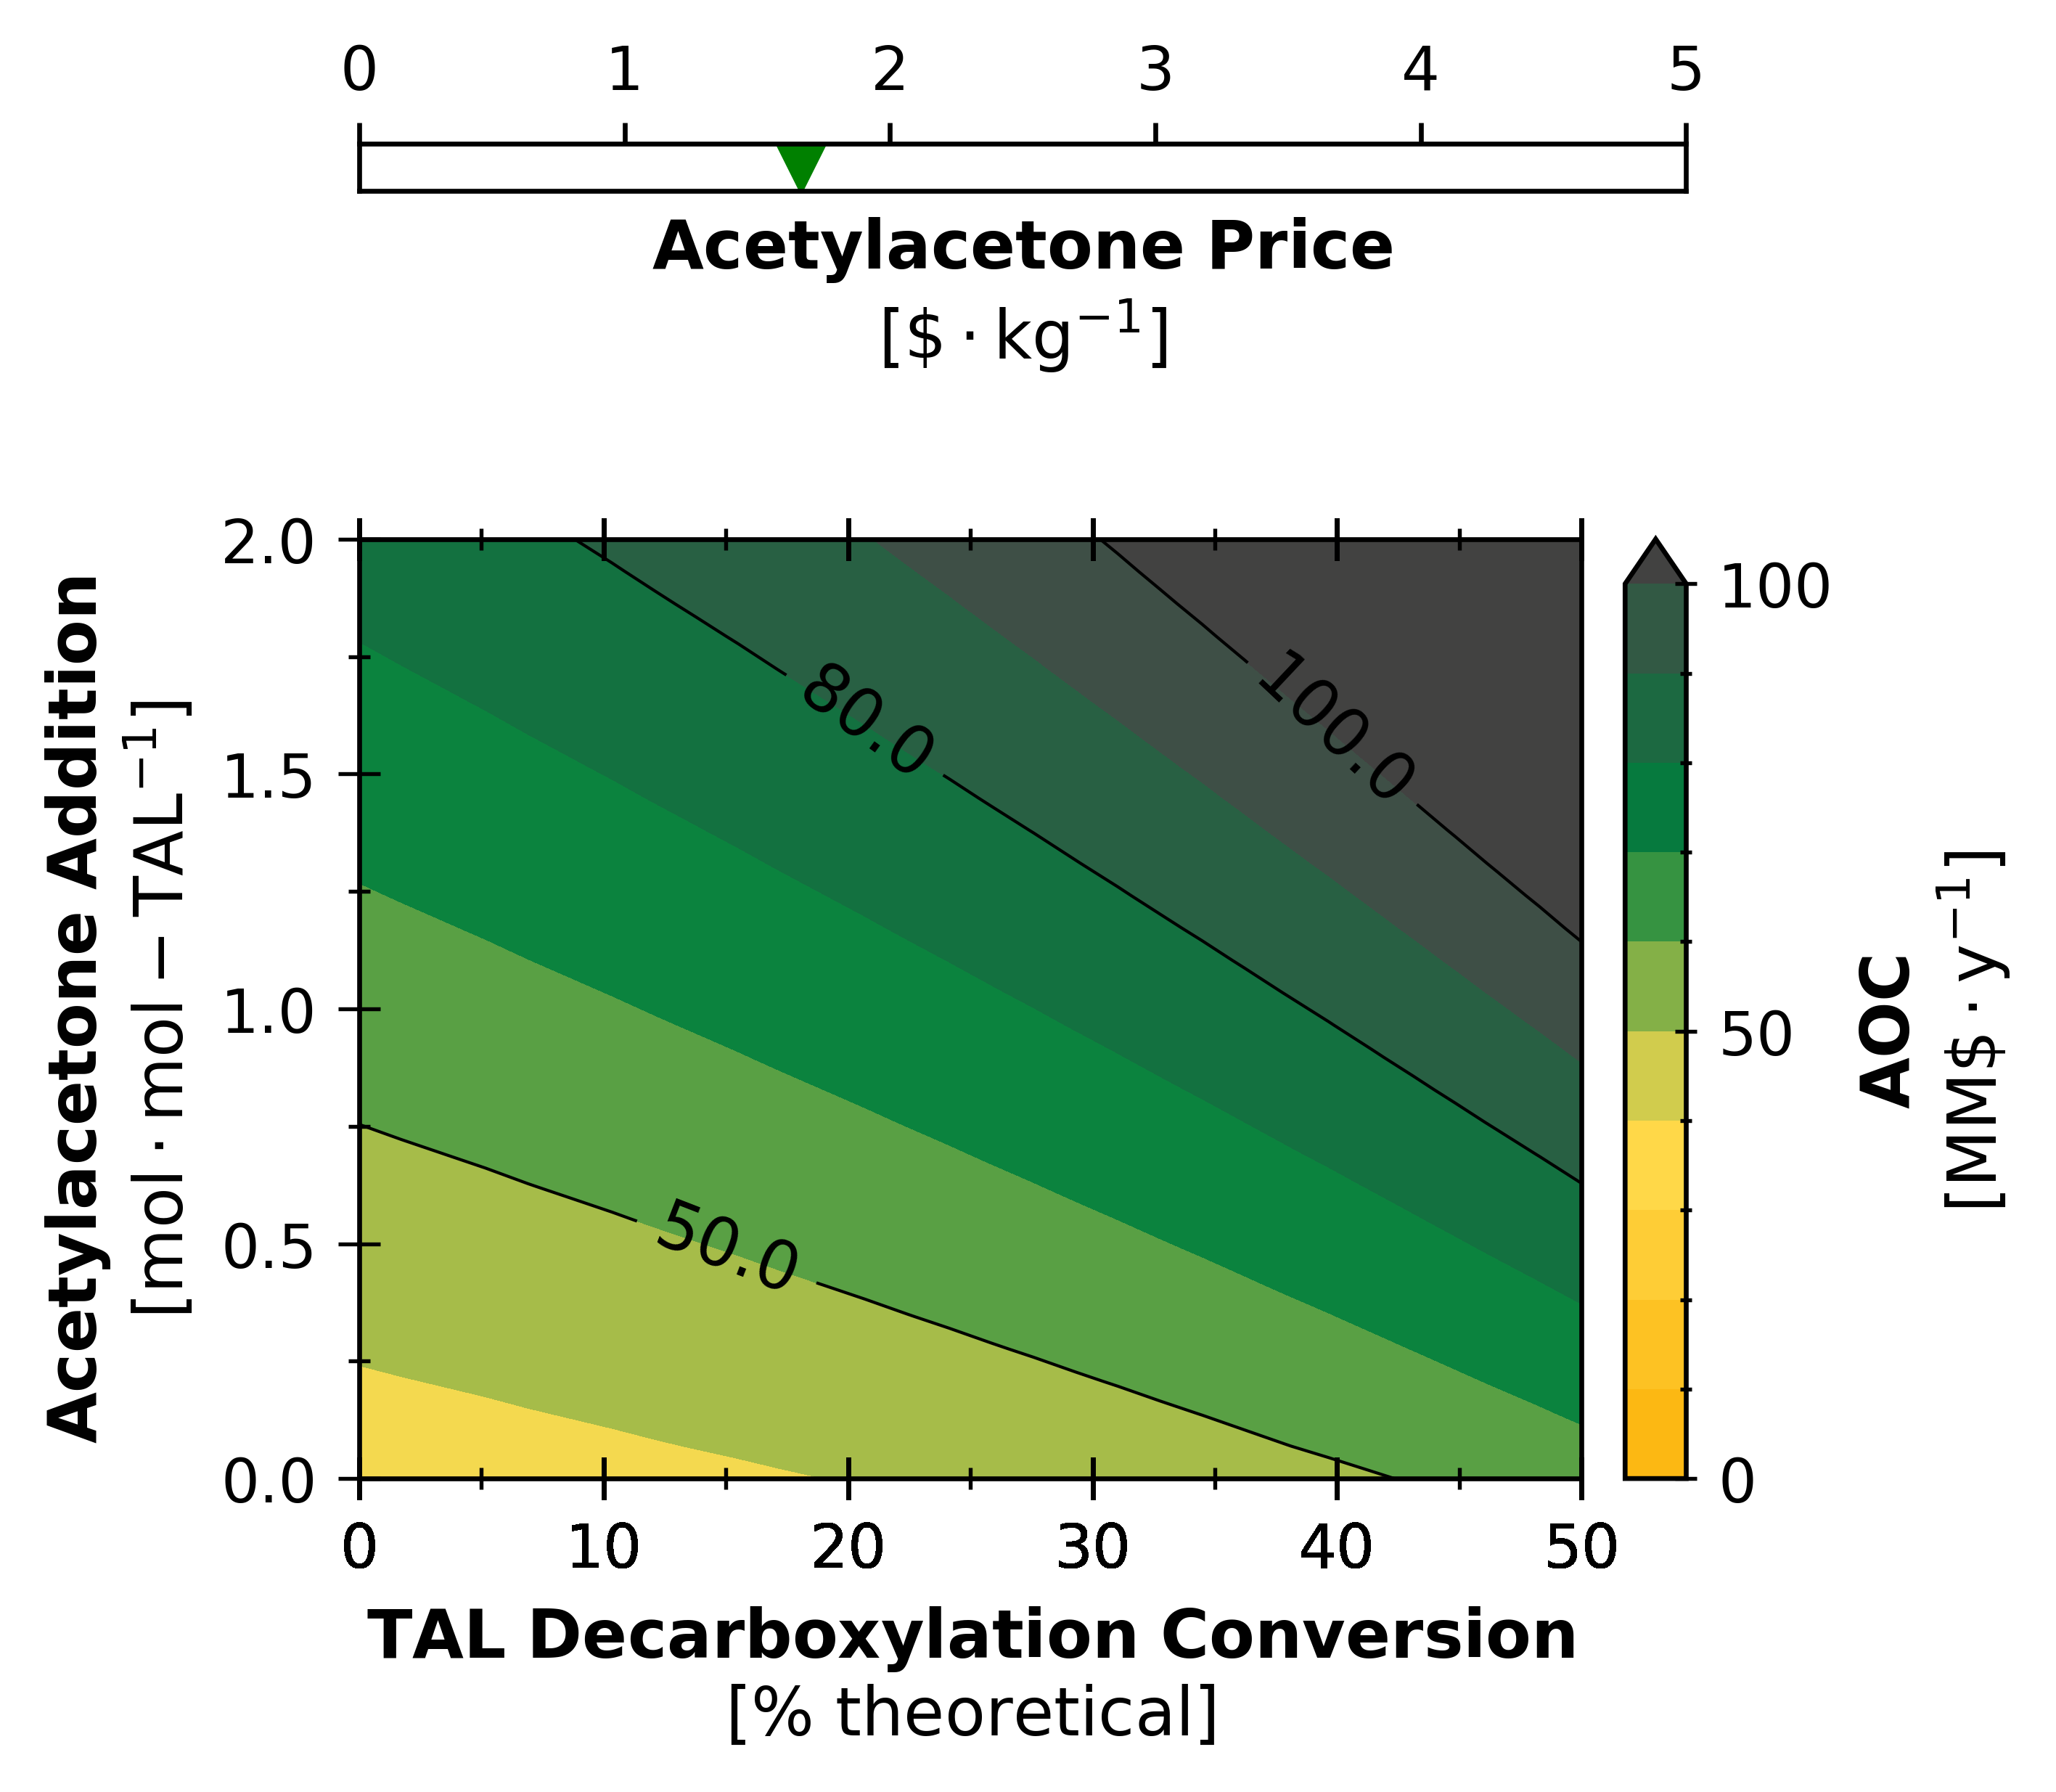 0 1 2 3 4 5
Acetylacetone Price
[$ · kg⁻¹]
Acetylacetone Addition
[mol · mol − TAL⁻¹]
2.0
1.5
1.0
0.5
0.0
80.0
100.0
50.0
0 10 20 30 40 50
TAL Decarboxylation Conversion
[% theoretical]
100
50
0
AOC
[MM$ · y⁻¹]